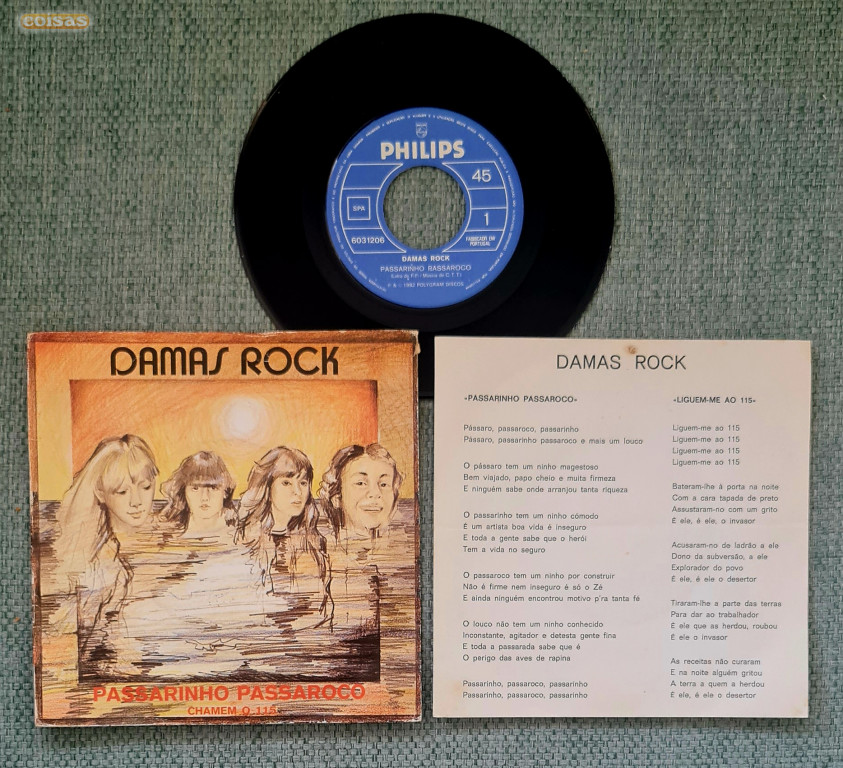 coisas
PHILIPS
45
SPA
1
6031206
FABRICADO EM
PORTUGAL
DAMAS ROCK
PASSARINHO BASSAROCO
1982 POLYGRAM DISCOS
DAMAS ROCK
PASSARINHO PASSAROCO
CHAMEM O 115
DAMAS ROCK
«PASSARINHO PASSAROCO»
Pássaro, passaroco, passarinho
Pássaro, passarinho passaroco e mais um louco
O pássaro tem um ninho magestoso
Bem viajado, papo cheio e muita firmeza
E ninguém sabe onde arranjou tanta riqueza
O passarinho tem um ninho cómodo
É um artista boa vida é inseguro
E toda a gente sabe que o herói
Tem a vida no seguro
O passaroco tem um ninho por construir
Não é firme nem inseguro é só o Zé
E ainda ninguém encontrou motivo p'ra tanta fé
O louco não tem um ninho conhecido
Inconstante, agitador e detesta gente fina
E toda a passarada sabe que é
O perigo das aves de rapina
Passarinho, passaroco, passarinho
Passarinho, passaroco, passarinho
«LIGUEM-ME AO 115»
Liguem-me ao 115
Liguem-me ao 115
Liguem-me ao 115
Liguem-me ao 115
Bateram-lhe á porta na noite
Com a cara tapada de preto
Assustaram-no com um grito
É ele, é ele, o invasor
Acusaram-no de ladrão a ele
Dono da subversão, a ele
Explorador do povo
É ele, é ele o desertor
Tiraram-lhe a parte das terras
Para dar ao trabalhador
E ele que as herdou, roubou
É ele o invasor
As receitas não curaram
E na noite alguém gritou
A terra a quem a herdou
É ele, é ele o desertor